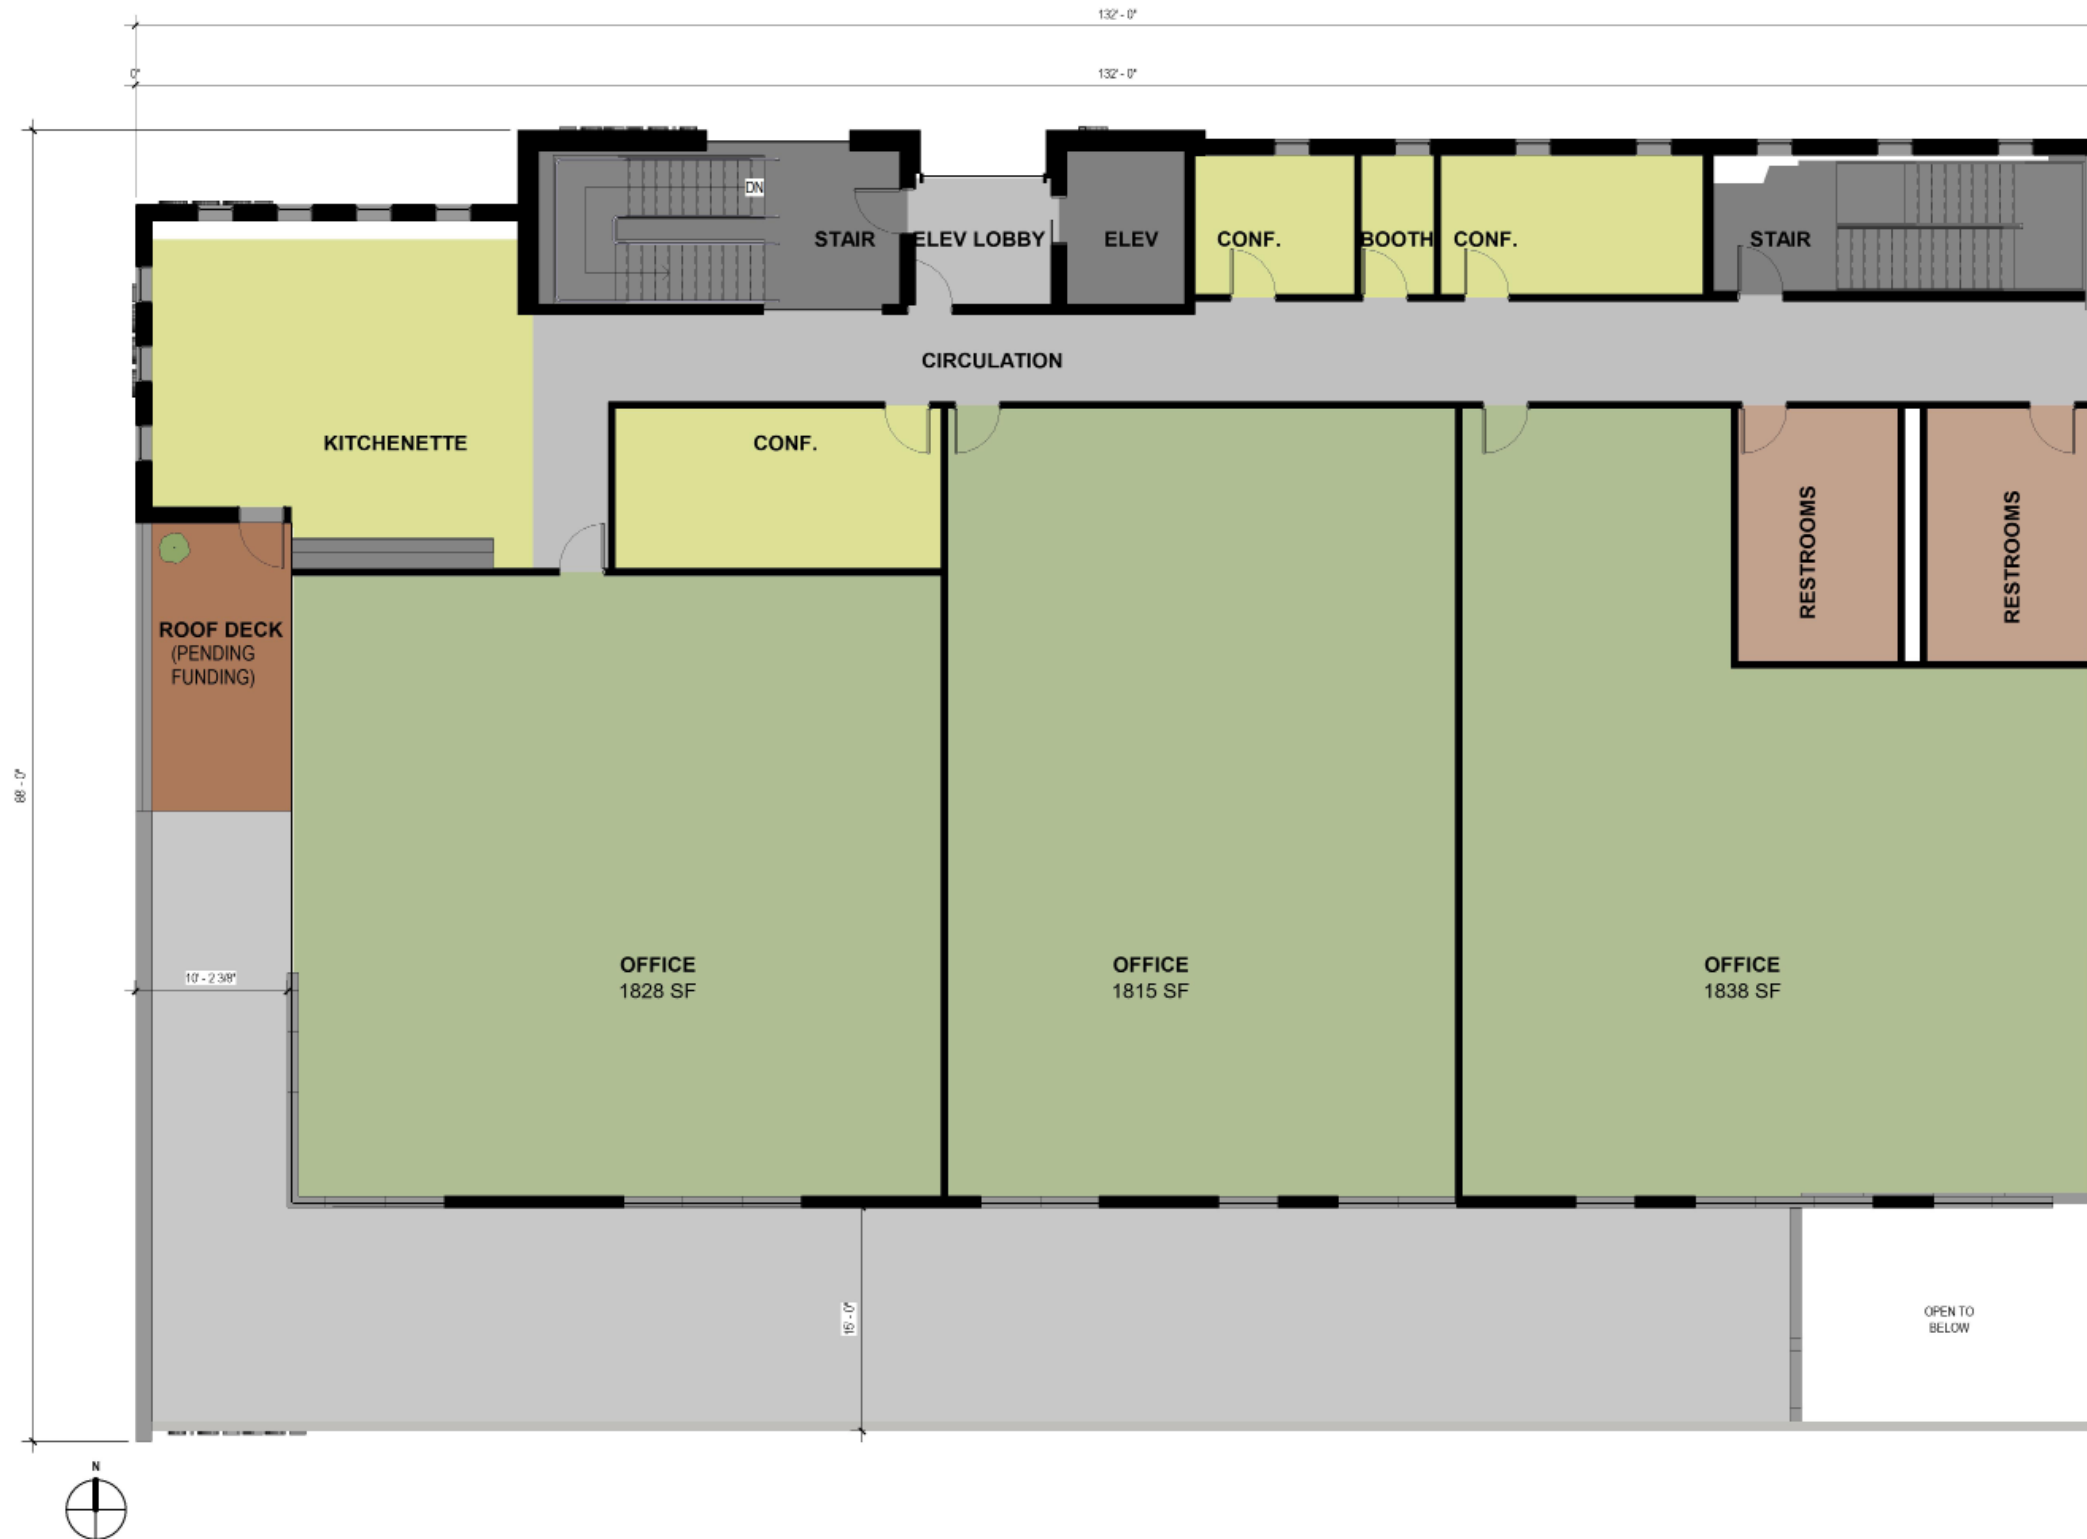 132' - 0"
0"
132' - 0"
DN
STAIR
ELEV LOBBY
ELEV
CONF.
BOOTH
CONF.
STAIR
CIRCULATION
KITCHENETTE
CONF.
RESTROOMS
RESTROOMS
ROOF DECK
(PENDING
FUNDING)
88' - 0"
OFFICE
1828 SF
OFFICE
1815 SF
OFFICE
1838 SF
10' - 2 3/8"
15' - 0"
OPEN TO
BELOW
N